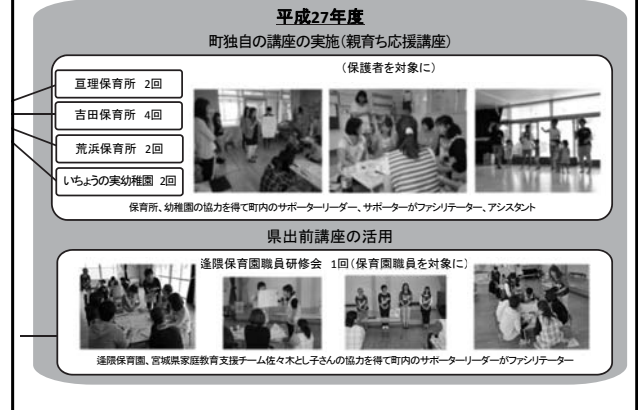 平成27年度
町独自の講座の実施(親育ち応援講座)
(保護者を対象に)
亘理保育所 2回
吉田保育所 4回
荒浜保育所 2回
いちょうの実幼稚園 2回
保育所、幼稚園の協力を得て町内のサポーターリーダー、サポーターがファシリテーター、アシスタント
県出前講座の活用
逢隈保育園職員研修会 1回(保育園職員を対象に)
逢隈保育園、宮城県家庭教育支援チーム佐々木とし子さんの協力を得て町内のサポーターリーダーがファシリテーター